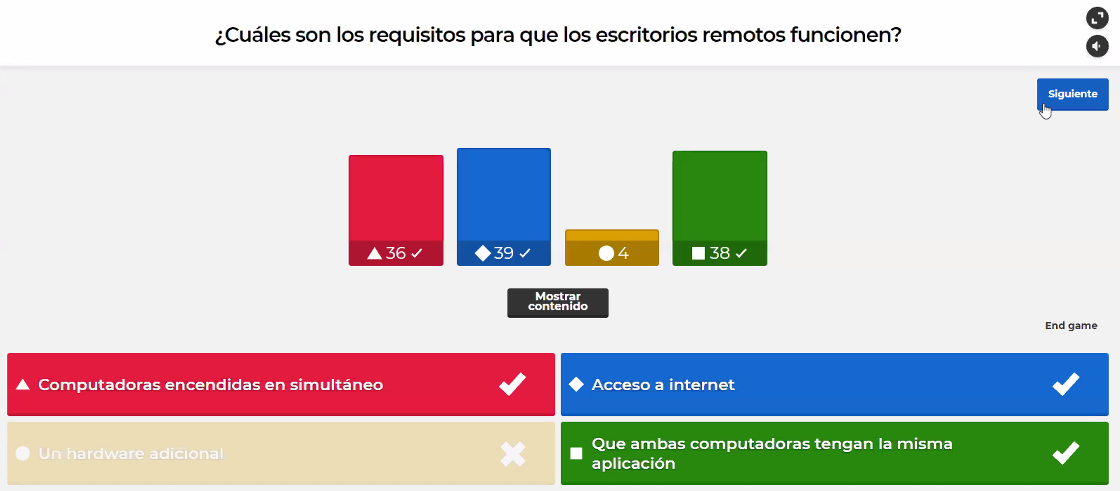 ¿Cuáles son los requisitos para que los escritorios remotos funcionen?
Siguiente
36
39
4
38
Mostrar
contenido
End game
Computadoras encendidas en simultáneo
Acceso a internet
Un hardware adicional
Que ambas computadoras tengan la misma
aplicación